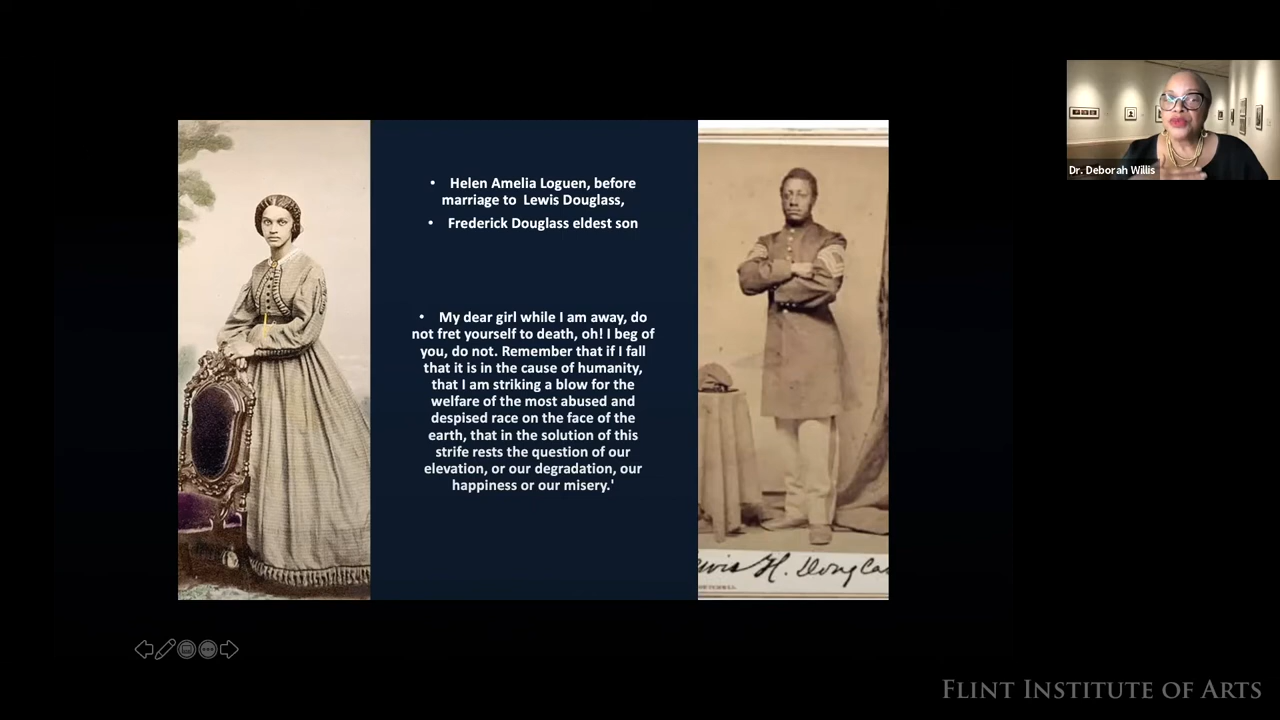 Dr. Deborah Willis
• Helen Amelia Loguen, before
marriage to Lewis Douglass,
• Frederick Douglass eldest son
• My dear girl while I am away, do
not fret yourself to death, oh! I beg of
you, do not. Remember that if I fall
that it is in the cause of humanity,
that I am striking a blow for the
welfare of the most abused and
despised race on the face of the
earth, that in the solution of this
strife rests the question of our
elevation, or our degradation, our
happiness or our misery.'
H. Douglas
FLINT INSTITUTE OF ARTS